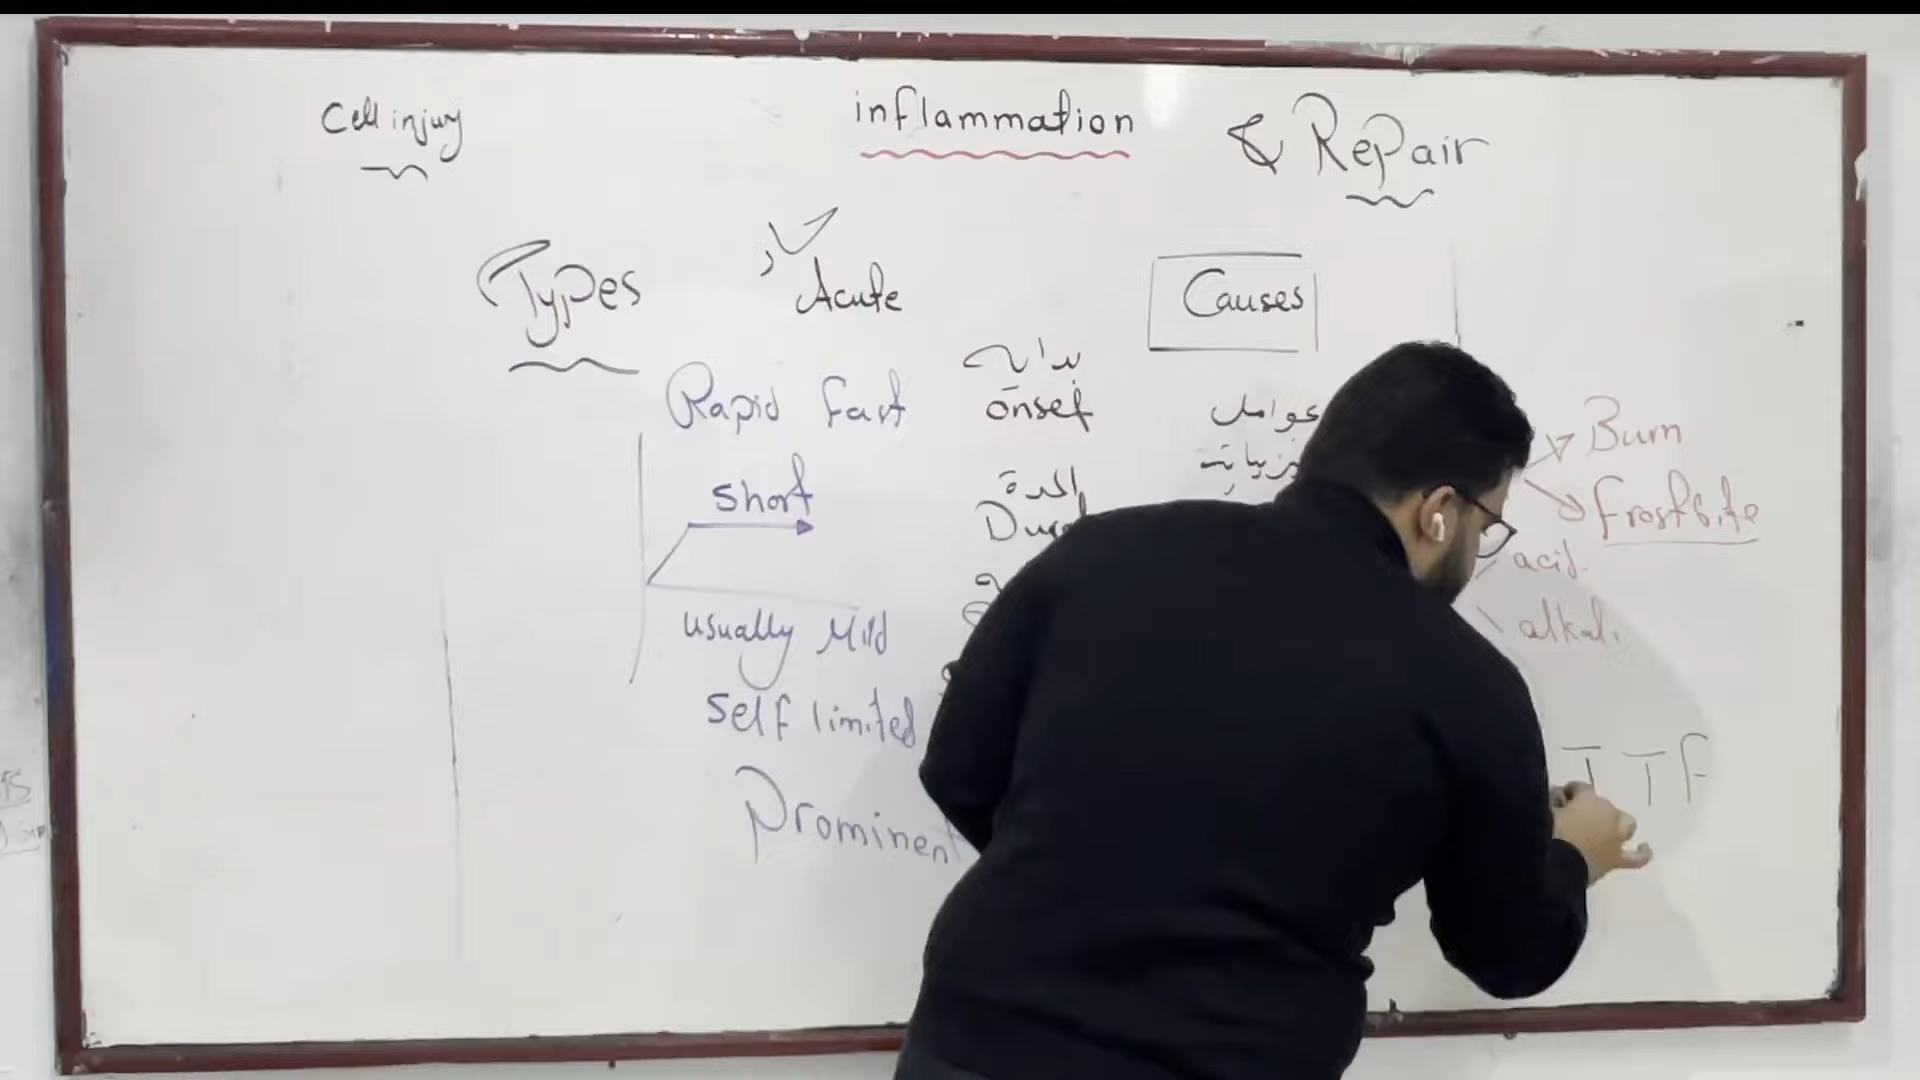 Cell injury
inflammation
& Repair
Types
Acute
Causes
Rapid fast
بدايه
onset
عوامل
Burn
short
المدة
frostbite
acid
alkali
usually Mild
self limited
Prominent
T T F